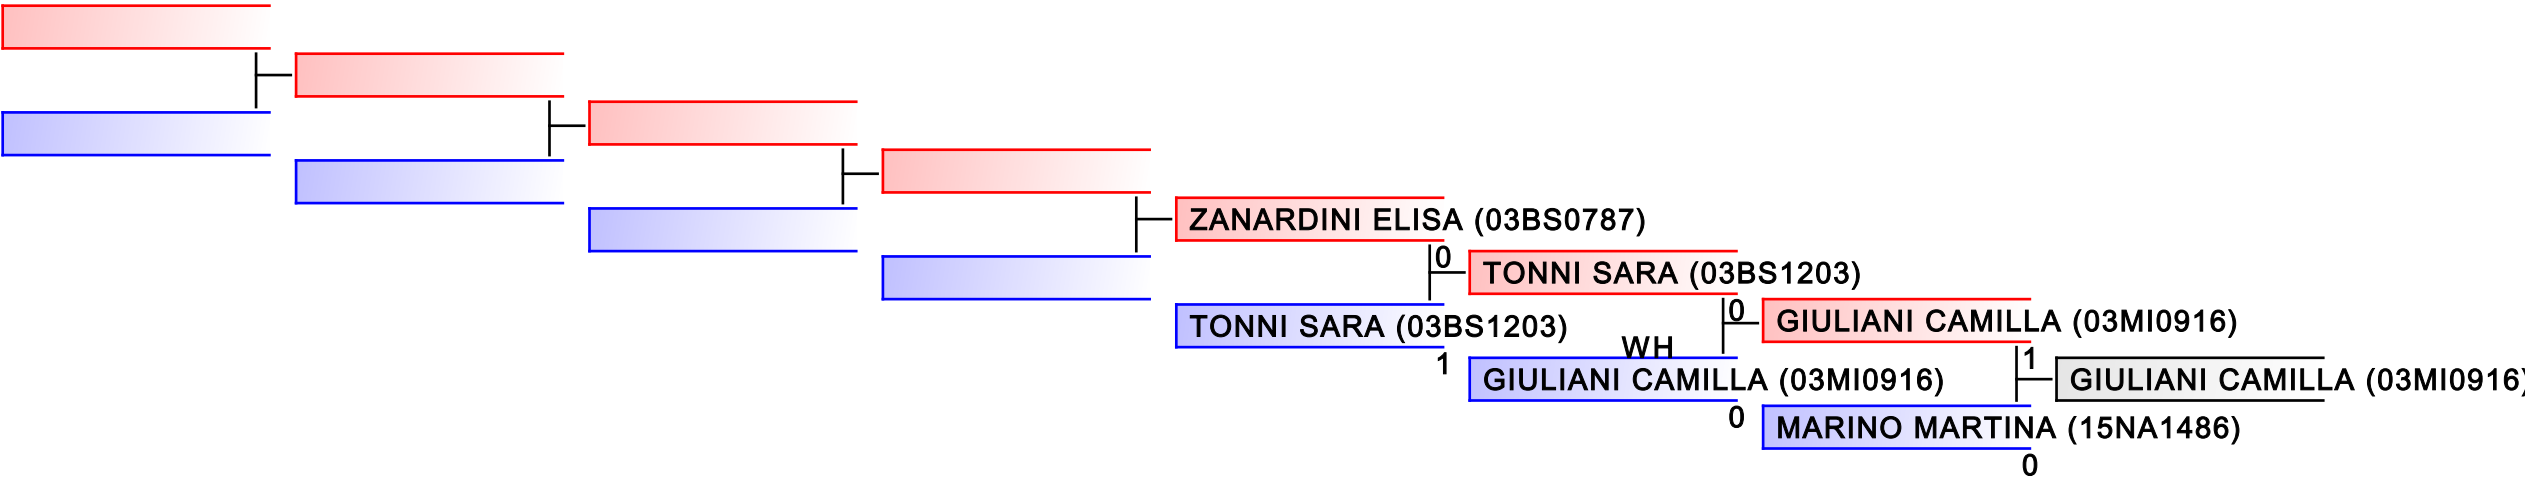 ZANARDINI ELISA (03BS0787)
0
TONNI SARA (03BS1203)
TONNI SARA (03BS1203)
1
0
WH
GIULIANI CAMILLA (03MI0916)
GIULIANI CAMILLA (03MI0916)
0
1
GIULIANI CAMILLA (03MI0916)
MARINO MARTINA (15NA1486)
0